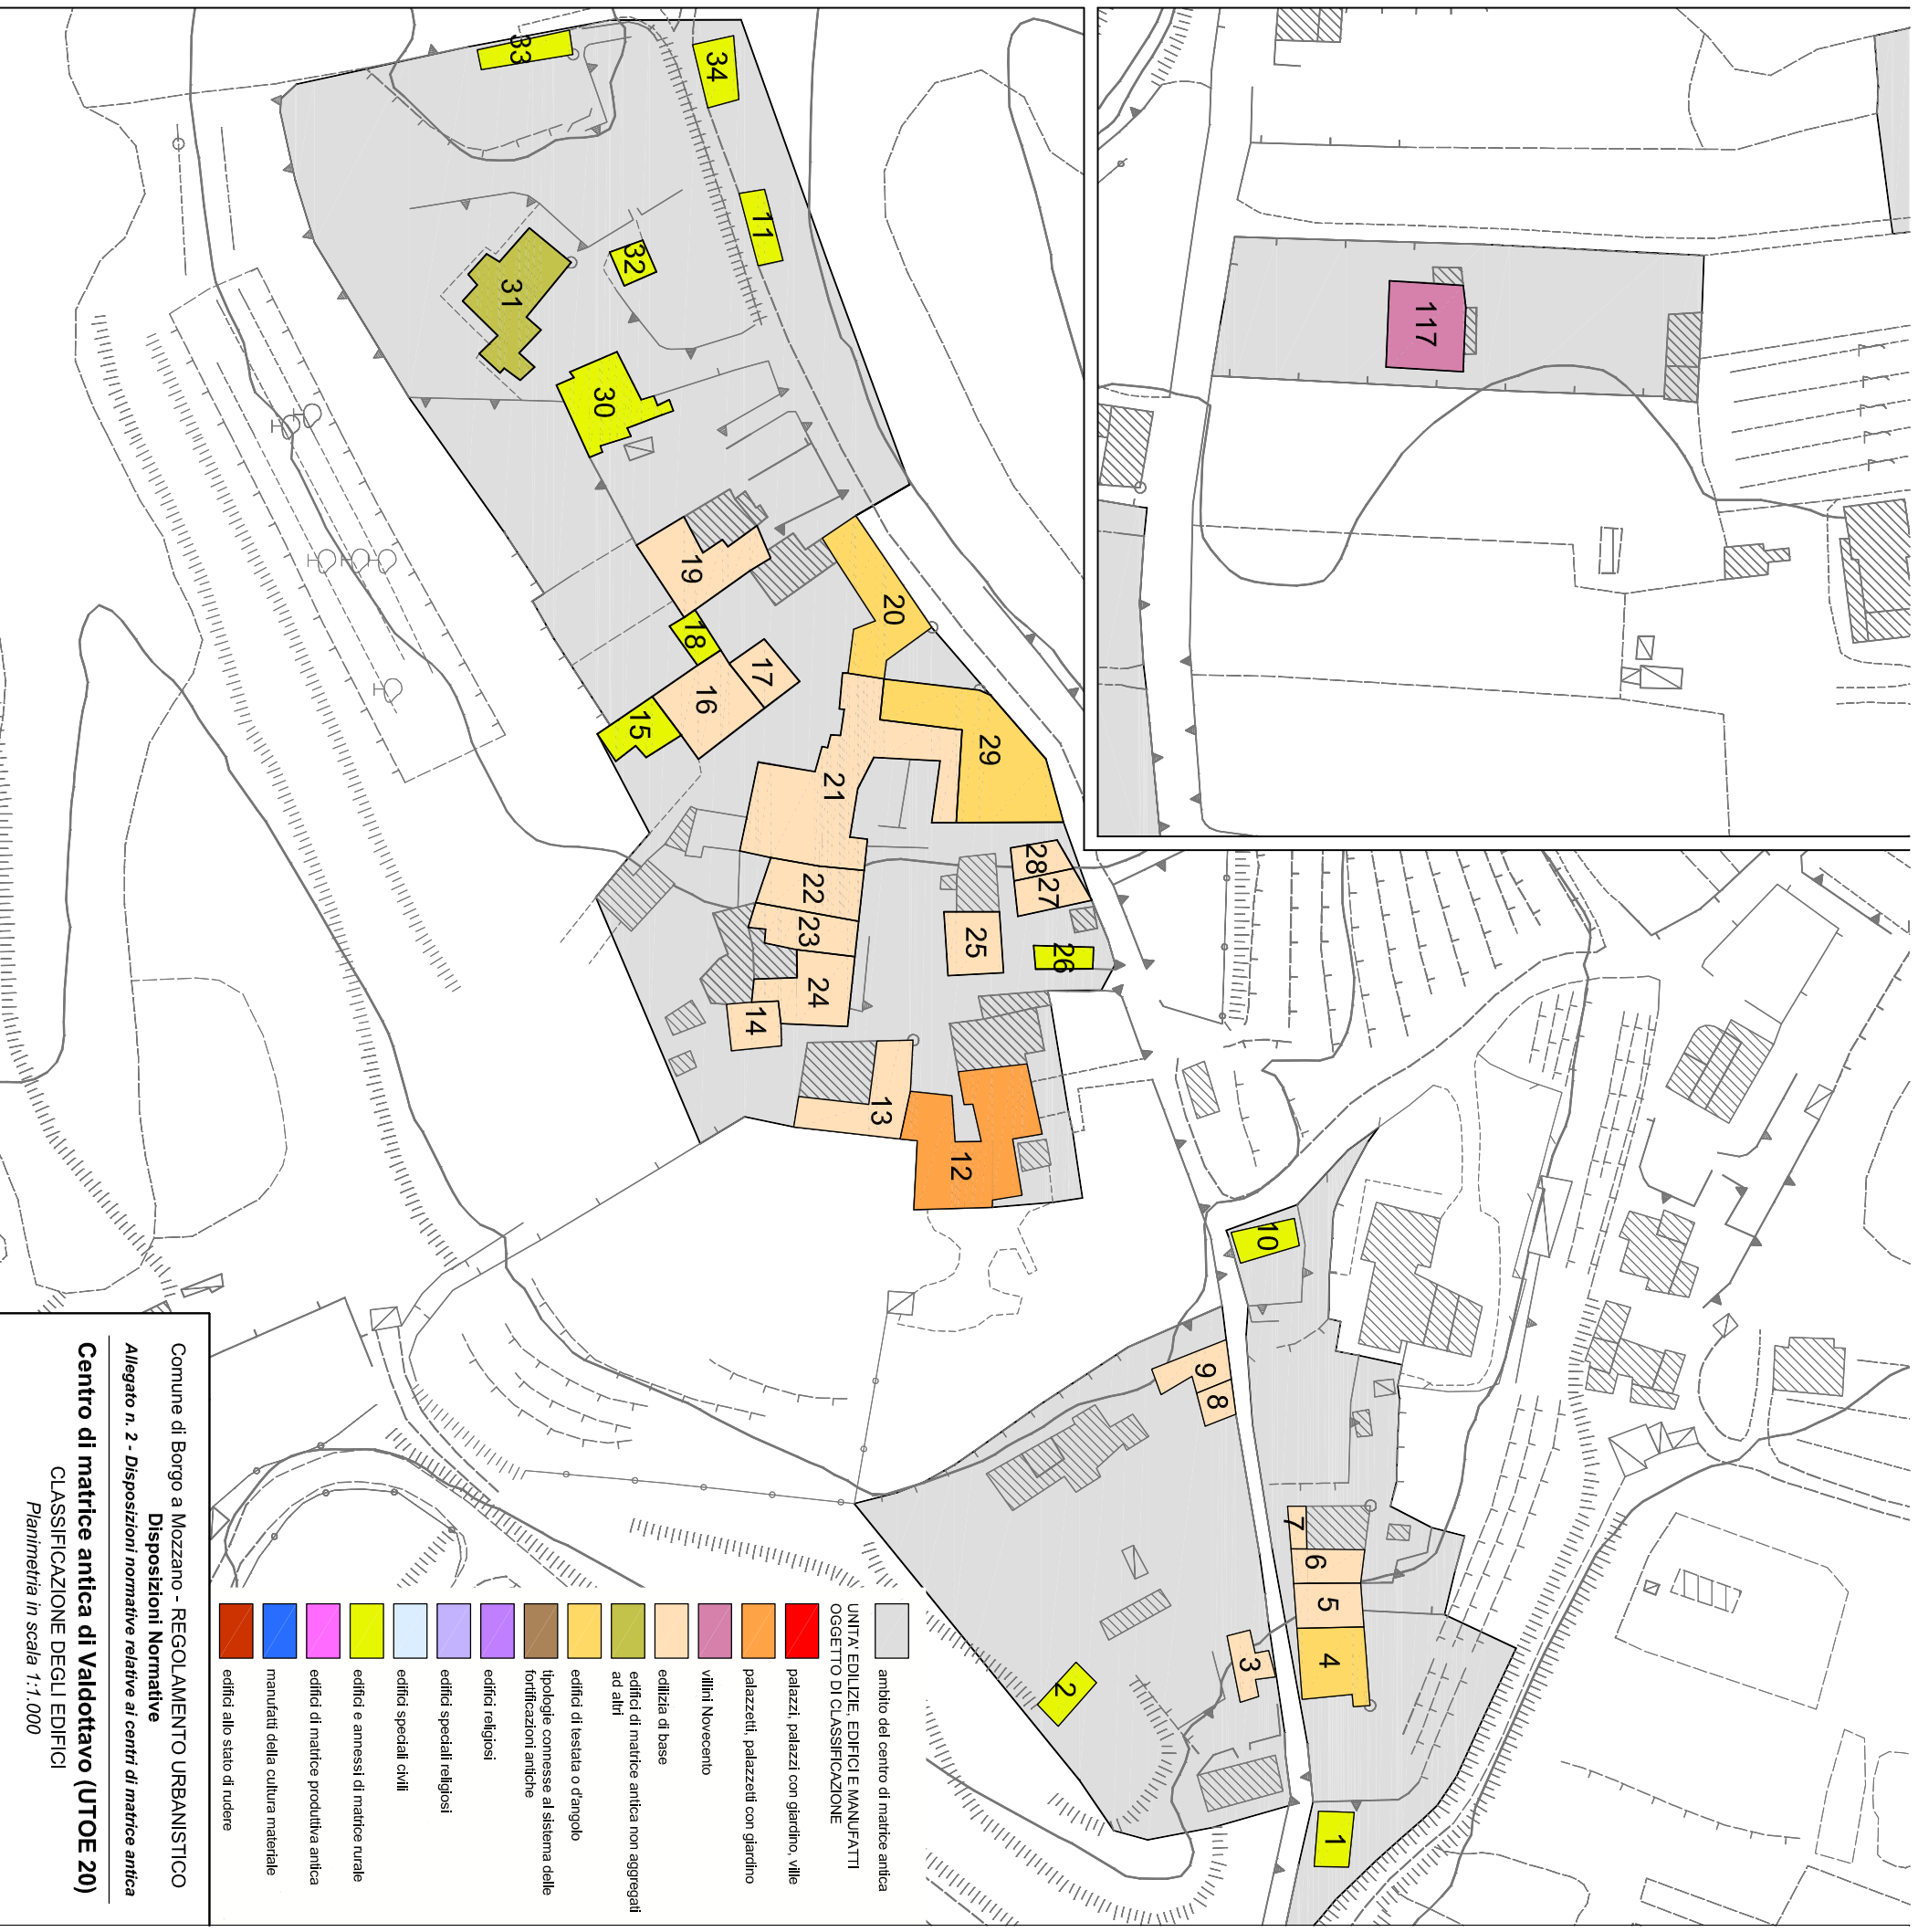 Comune di Borgo a Mozzano - REGOLAMENTO URBANISTICO
Disposizioni Normative
Allegato n. 2 - Disposizioni normative relative ai centri di matrice antica
Centro di matrice antica di Valdottavo (UTOE 20)
CLASSIFICAZIONE DEGLI EDIFICI
Planimetria in scala 1:1.000
ambito del centro di matrice antica
UNITA' EDILIZIE, EDIFICI E MANUFATTI
OGGETTO DI CLASSIFICAZIONE
palazzi, palazzi con giardino, ville
palazzetti, palazzetti con giardino
villini Novecento
edilizia di base
edifici di matrice antica non aggregati
ad altri
edifici di testata o d'angolo
tipologie connesse al sistema delle
fortificazioni antiche
edifici religiosi
edifici speciali religiosi
edifici speciali civili
edifici e annessi di matrice rurale
edifici di matrice produttiva antica
manufatti della cultura materiale
edifici allo stato di rudere
117
34
33
11
32
31
30
20
19
18
17
16
15
29
21
28
27
22
23
25
26
24
14
13
12
10
9
8
7
6
5
4
3
2
1